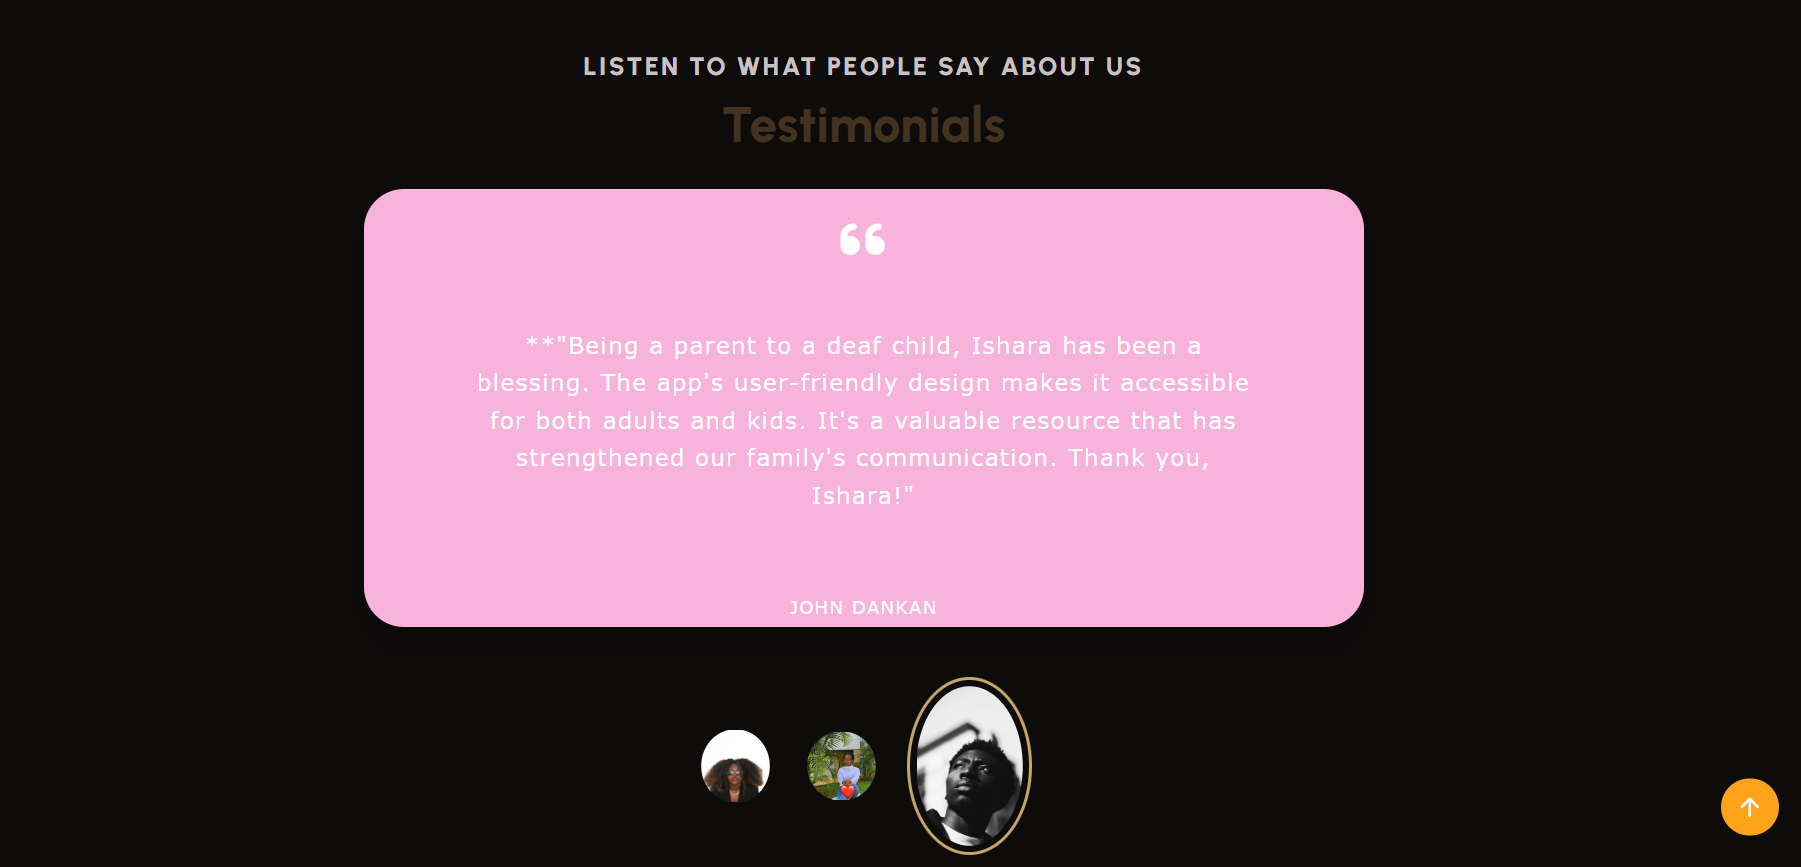 LISTEN TO WHAT PEOPLE SAY ABOUT US
Testimonials
“
**"Being a parent to a deaf child, Ishara has been a
blessing. The app's user-friendly design makes it accessible
for both adults and kids. It's a valuable resource that has
strengthened our family's communication. Thank you,
Ishara!"
JOHN DANKAN